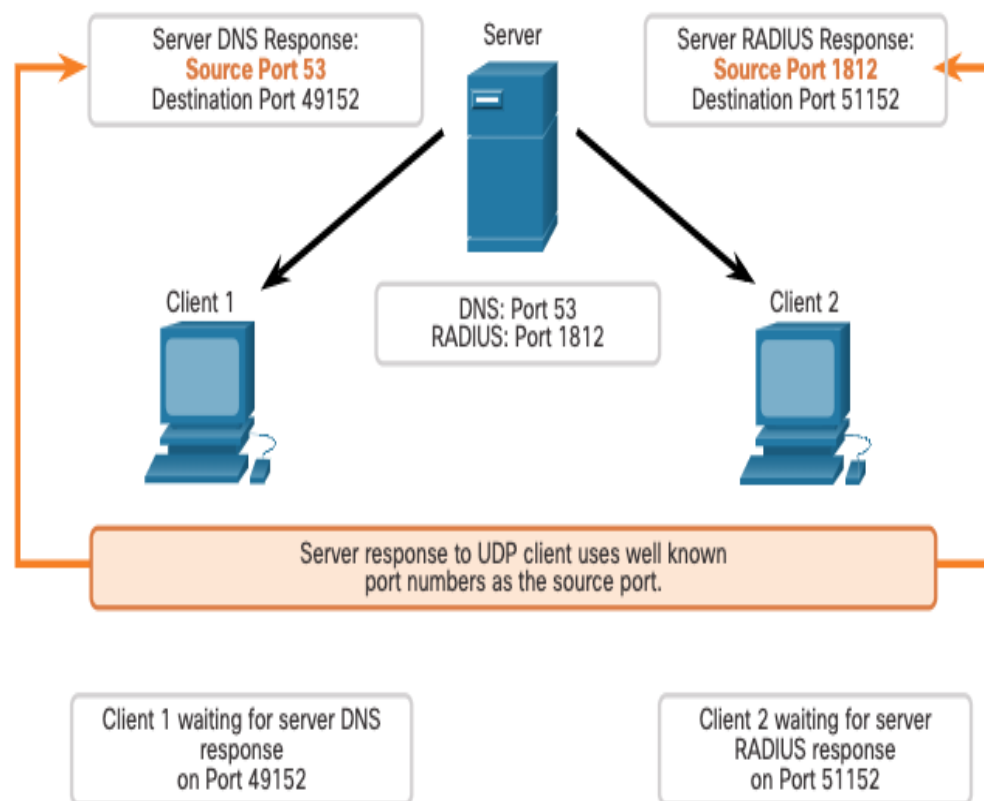 Server DNS Response:
Source Port 53
Destination Port 49152
Server
Server RADIUS Response:
Source Port 1812
Destination Port 51152
Client 1
DNS: Port 53
RADIUS: Port 1812
Client 2
Server response to UDP client uses well known
port numbers as the source port.
Client 1 waiting for server DNS
response
on Port 49152
Client 2 waiting for server
RADIUS response
on Port 51152